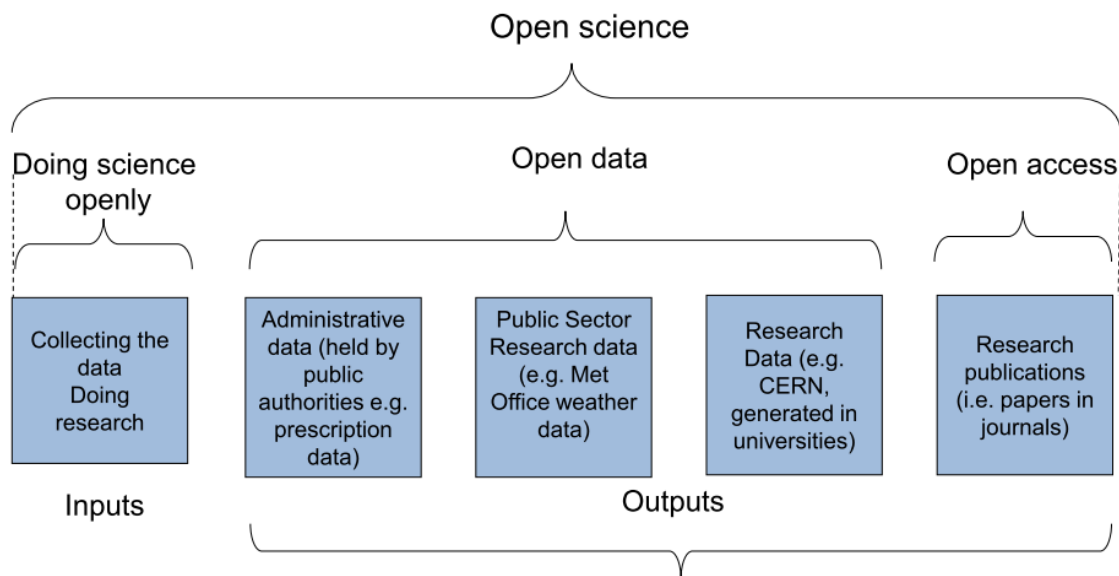 Open science
Doing science
openly
Open data
Open access
Collecting the
data
Doing
research
Administrative
data (held by
public
authorities e.g.
prescription
data)
Public Sector
Research data
(e.g. Met
Office weather
data)
Research
Data (e.g.
CERN,
generated in
universities)
Research
publications
(i.e. papers in
journals)
Inputs
Outputs